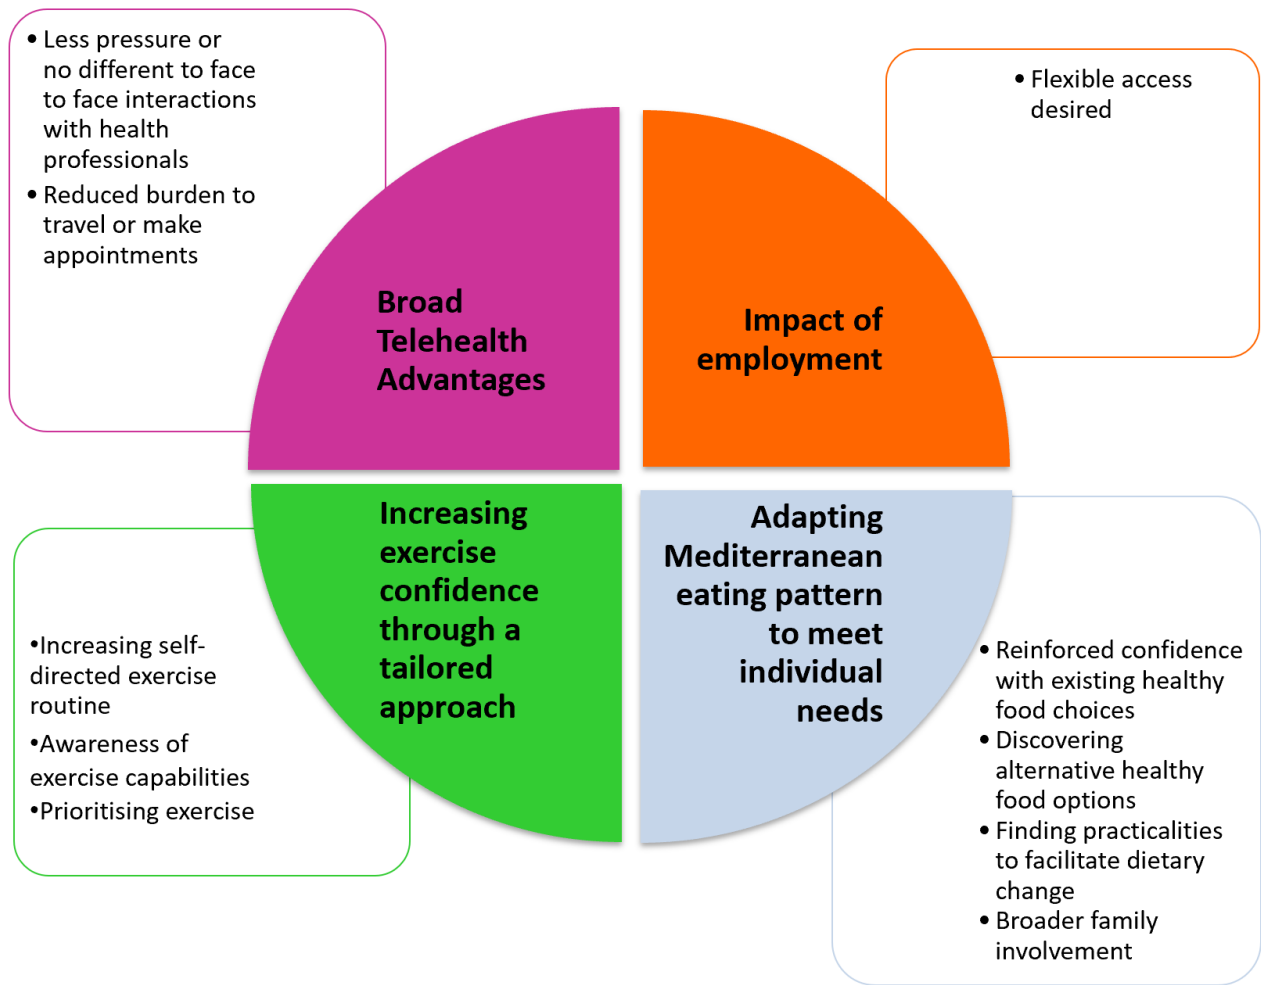 • Less pressure or
no different to face
to face interactions
with health
professionals
• Reduced burden to
travel or make
appointments
Broad
Telehealth
Advantages
• Flexible access
desired
Impact of
employment
Increasing
exercise
confidence
through a
tailored
approach
•Increasing self-
directed exercise
routine
•Awareness of
exercise capabilities
•Prioritising exercise
Adapting
Mediterranean
eating pattern
to meet
individual
needs
• Reinforced confidence
with existing healthy
food choices
• Discovering
alternative healthy
food options
• Finding practicalities
to facilitate dietary
change
• Broader family
involvement